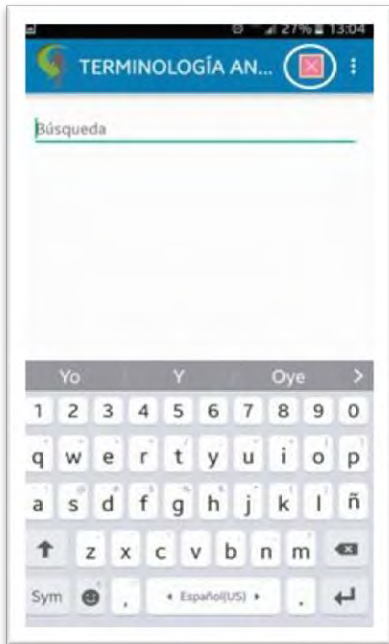 27% 13:04
TERMINOLOGÍA AN...
Búsqueda
Yo Y Oye >
1 2 3 4 5 6 7 8 9 0
q w e r t y u i o p
a s d f g h j k l ñ
z x c v b n m
Sym , Español(US) .